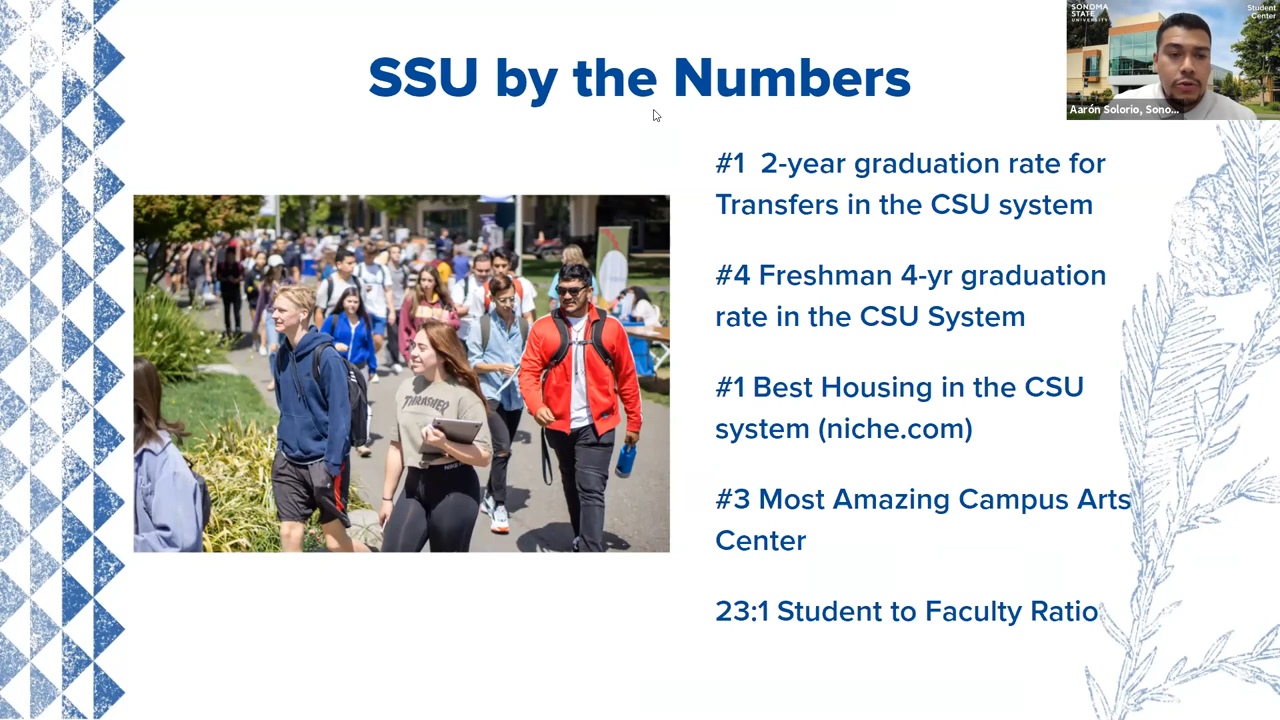 SSU by the Numbers
SONOMA
STATE
UNIVERSITY
Student
Center
Aarón Solorio, Sono...
#1 2-year graduation rate for
Transfers in the CSU system
#4 Freshman 4-yr graduation
rate in the CSU System
#1 Best Housing in the CSU
system (niche.com)
#3 Most Amazing Campus Arts
Center
23:1 Student to Faculty Ratio
THRASHER
NIKE